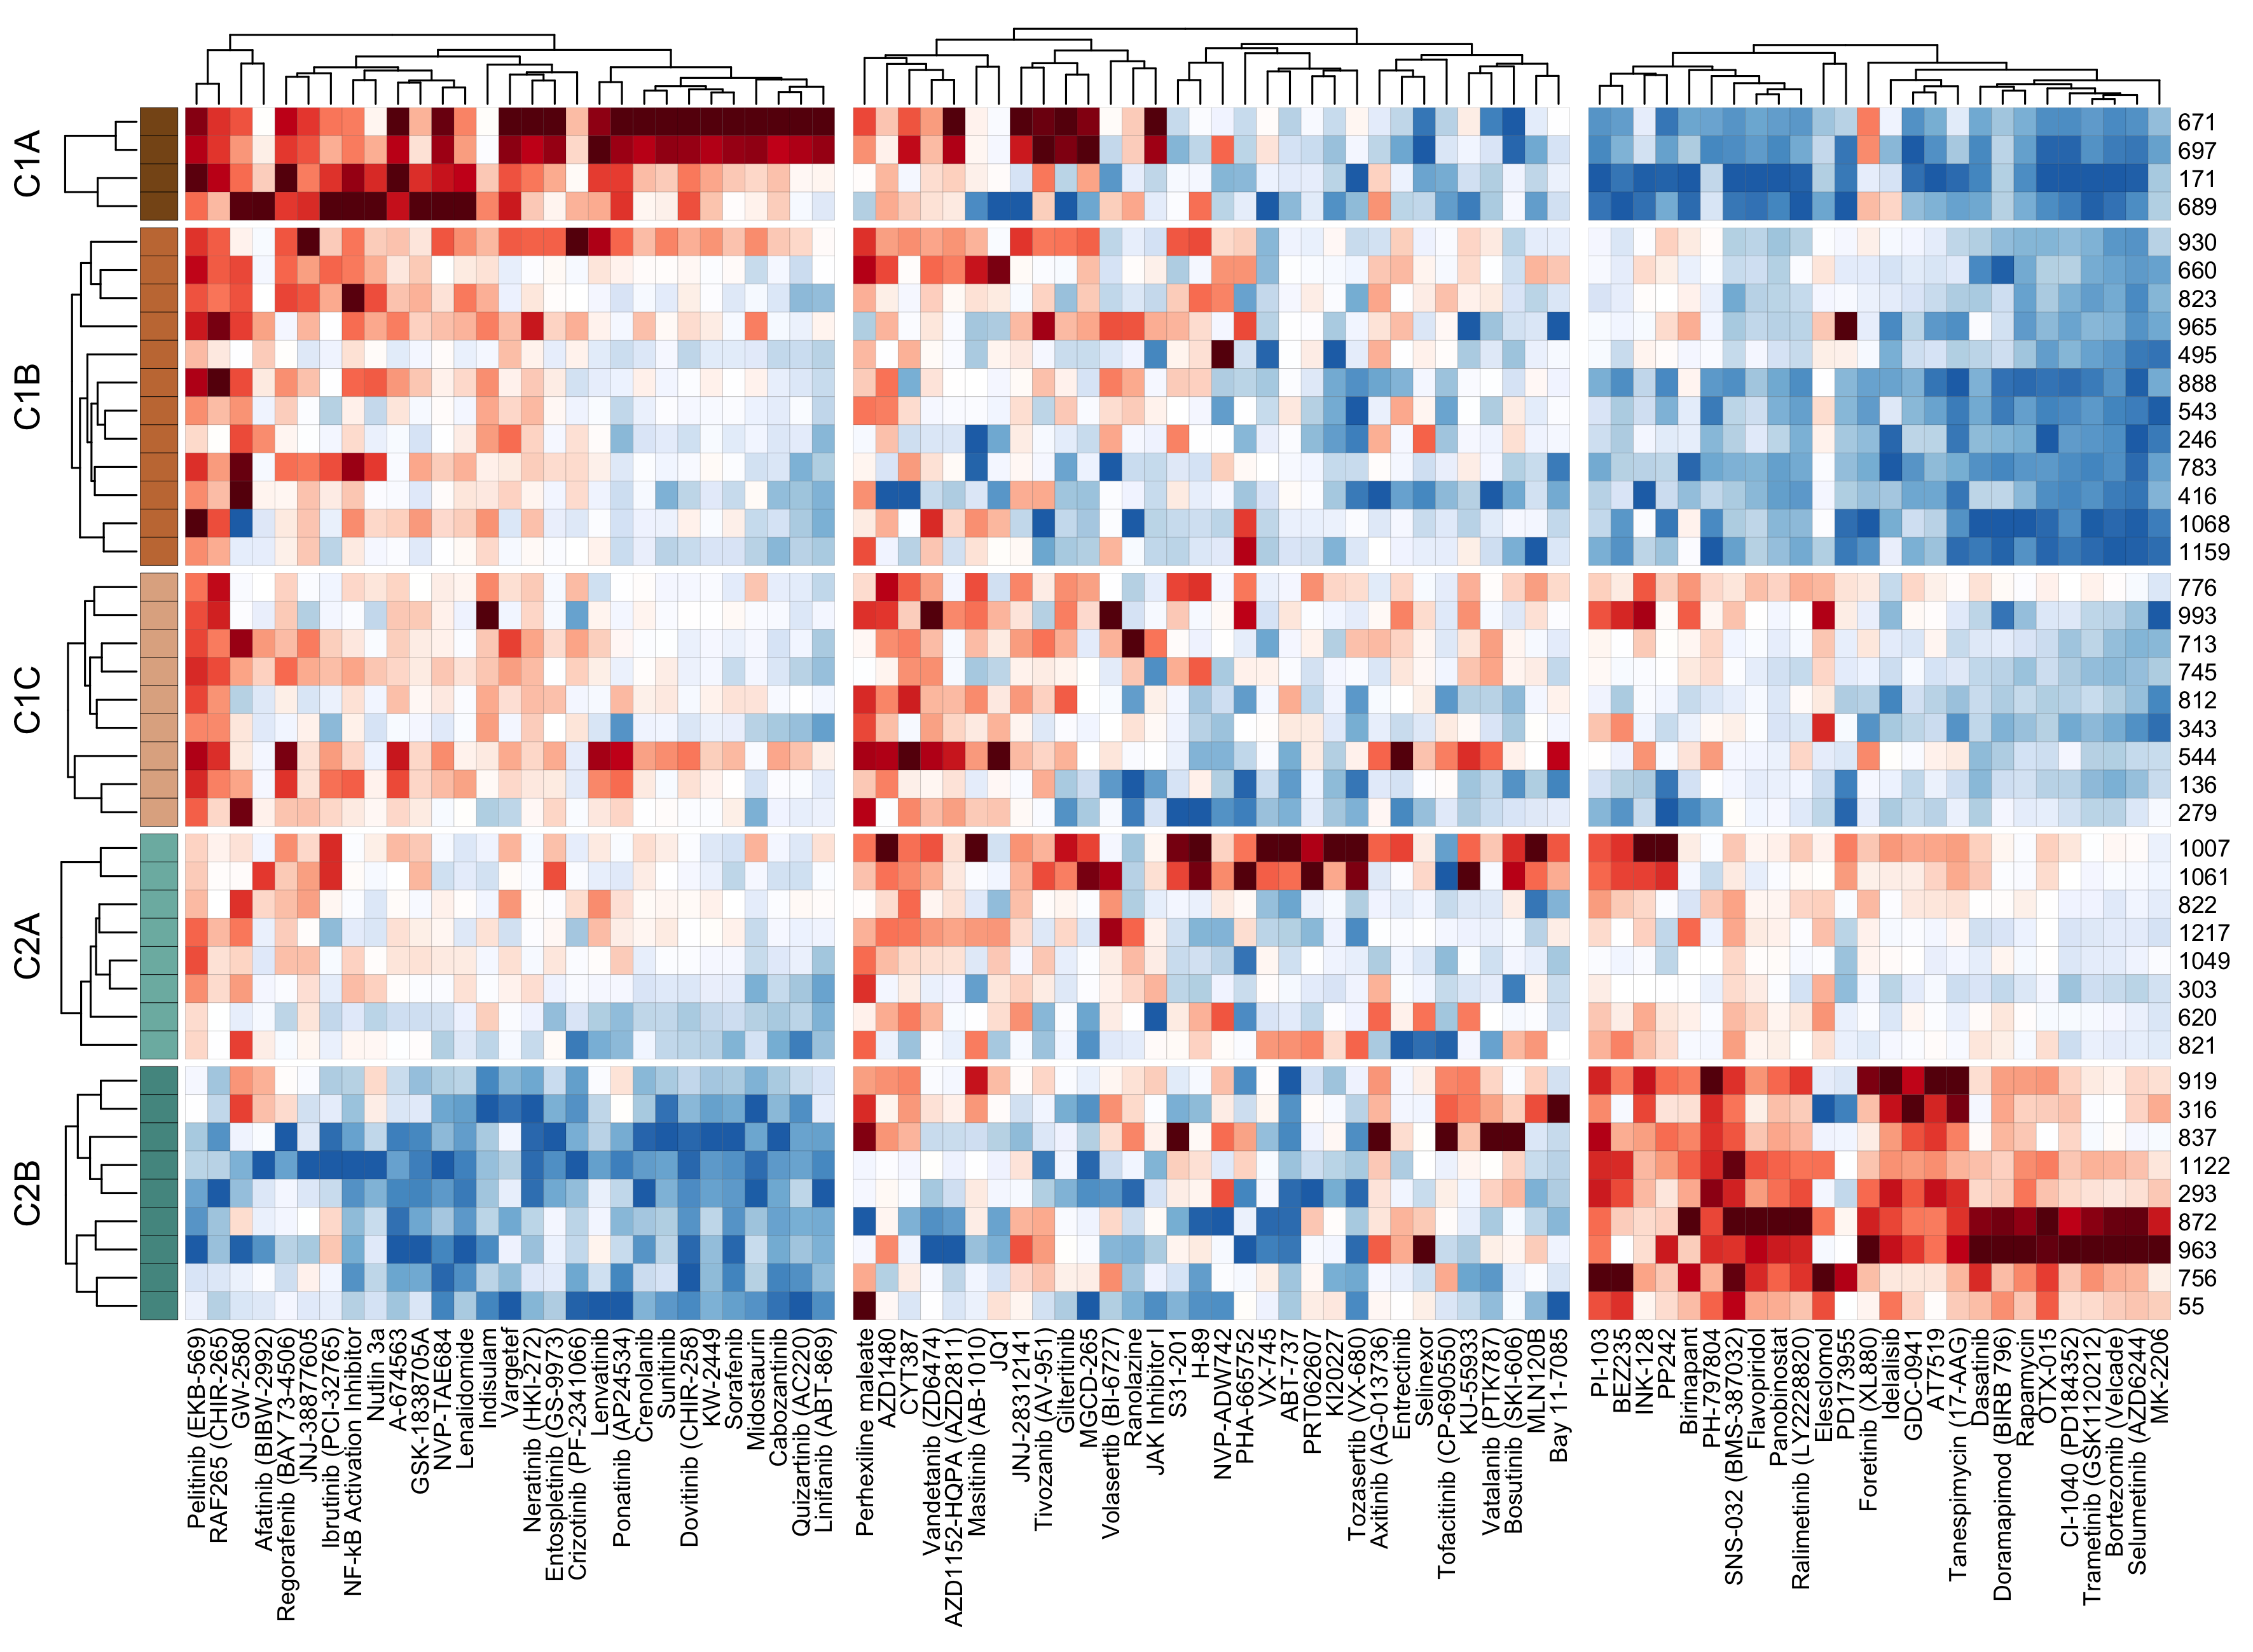 C1A
C1B
C1C
C2A
C2B
671
697
171
689
930
660
823
965
495
888
543
246
783
416
1068
1159
776
993
713
745
812
343
544
136
279
1007
1061
822
1217
1049
303
620
821
919
316
837
1122
293
872
963
756
55
Pelitinib (EKB-569)
RAF265 (CHIR-265)
GW-2580
Afatinib (BIBW-2992)
Regorafenib (BAY 73-4506)
JNJ-38877605
Ibrutinib (PCI-32765)
NF-kB Activation Inhibitor
Nutlin 3a
A-674563
GSK-1838705A
NVP-TAE684
Lenalidomide
Indisulam
Vargetef
Neratinib (HKI-272)
Entospletinib (GS-9973)
Crizotinib (PF-2341066)
Lenvatinib
Ponatinib (AP24534)
Crenolanib
Sunitinib
Dovitinib (CHIR-258)
KW-2449
Sorafenib
Midostaurin
Cabozantinib
Quizartinib (AC220)
Linifanib (ABT-869)
Perhexiline maleate
AZD1480
CYT387
Vandetanib (ZD6474)
AZD1152-HQPA (AZD2811)
Masitinib (AB-1010)
JQ1
JNJ-28312141
Tivozanib (AV-951)
Gilteritinib
MGCD-265
Volasertib (BI-6727)
Ranolazine
JAK Inhibitor I
S31-201
H-89
NVP-ADW742
PHA-665752
VX-745
ABT-737
PRT062607
KI20227
Tozasertib (VX-680)
Axitinib (AG-013736)
Entrectinib
Selinexor
Tofacitinib (CP-690550)
KU-55933
Vatalanib (PTK787)
Bosutinib (SKI-606)
MLN120B
Bay 11-7085
PI-103
BEZ235
INK-128
PP242
Birinapant
PH-797804
SNS-032 (BMS-387032)
Flavopiridol
Panobinostat
Ralimetinib (LY2228820)
Elesclomol
PD173955
Foretinib (XL880)
Idelalisib
GDC-0941
AT7519
Tanespimycin (17-AAG)
Dasatinib
Doramapimod (BIRB 796)
Rapamycin
OTX-015
CI-1040 (PD184352)
Trametinib (GSK1120212)
Bortezomib (Velcade)
Selumetinib (AZD6244)
MK-2206